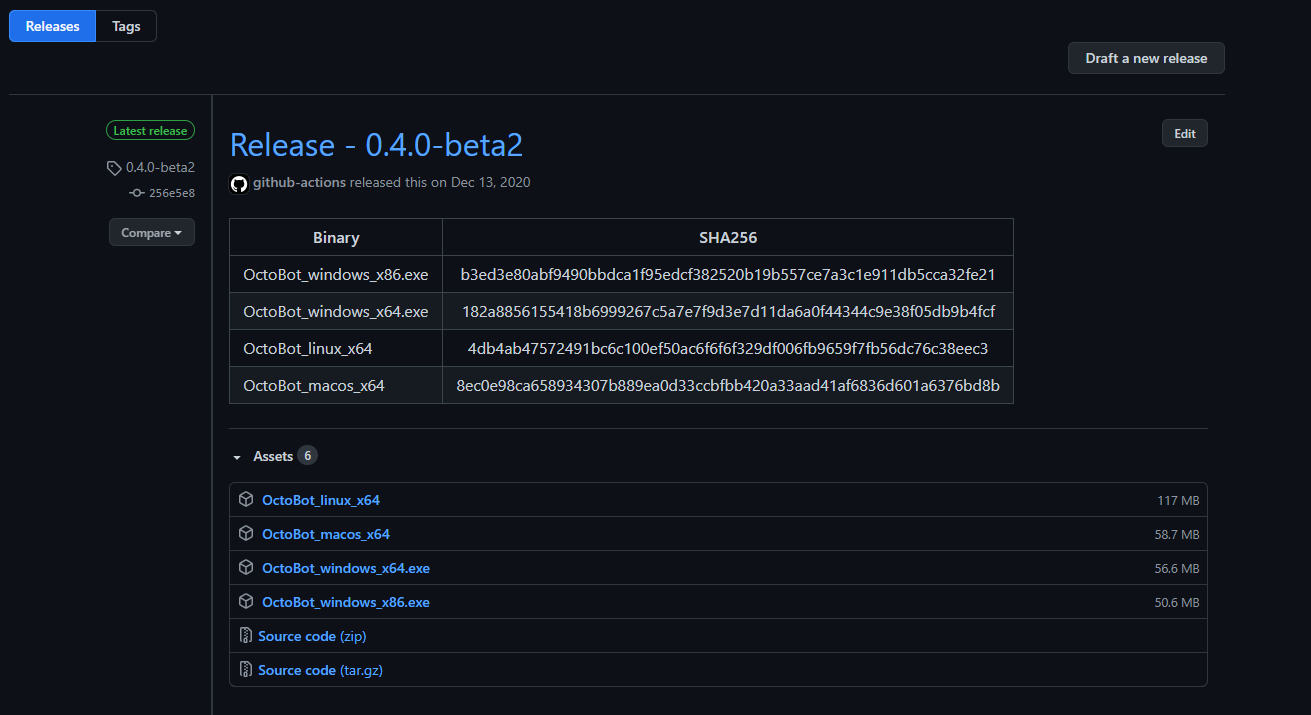 Releases Tags
Draft a new release
Latest release
0.4.0-beta2
256e5e8
Compare
Release - 0.4.0-beta2
Edit
github-actions released this on Dec 13, 2020
Binary SHA256
OctoBot_windows_x86.exe b3ed3e80abf9490bbdca1f95edcf382520b19b557ce7a3c1e911db5cca32fe21
OctoBot_windows_x64.exe 182a8856155418b6999267c5a7e7f9d3e7d11da6a0f44344c9e38f05db9b4fcf
OctoBot_linux_x64 4db4ab47572491bc6c100ef50ac6f6f6f329df006fb9659f7fb56dc76c38eec3
OctoBot_macos_x64 8ec0e98ca658934307b889ea0d33ccbfbb420a33aad41af6836d601a6376bd8b
Assets 6
OctoBot_linux_x64 117 MB
OctoBot_macos_x64 58.7 MB
OctoBot_windows_x64.exe 56.6 MB
OctoBot_windows_x86.exe 50.6 MB
Source code (zip)
Source code (tar.gz)